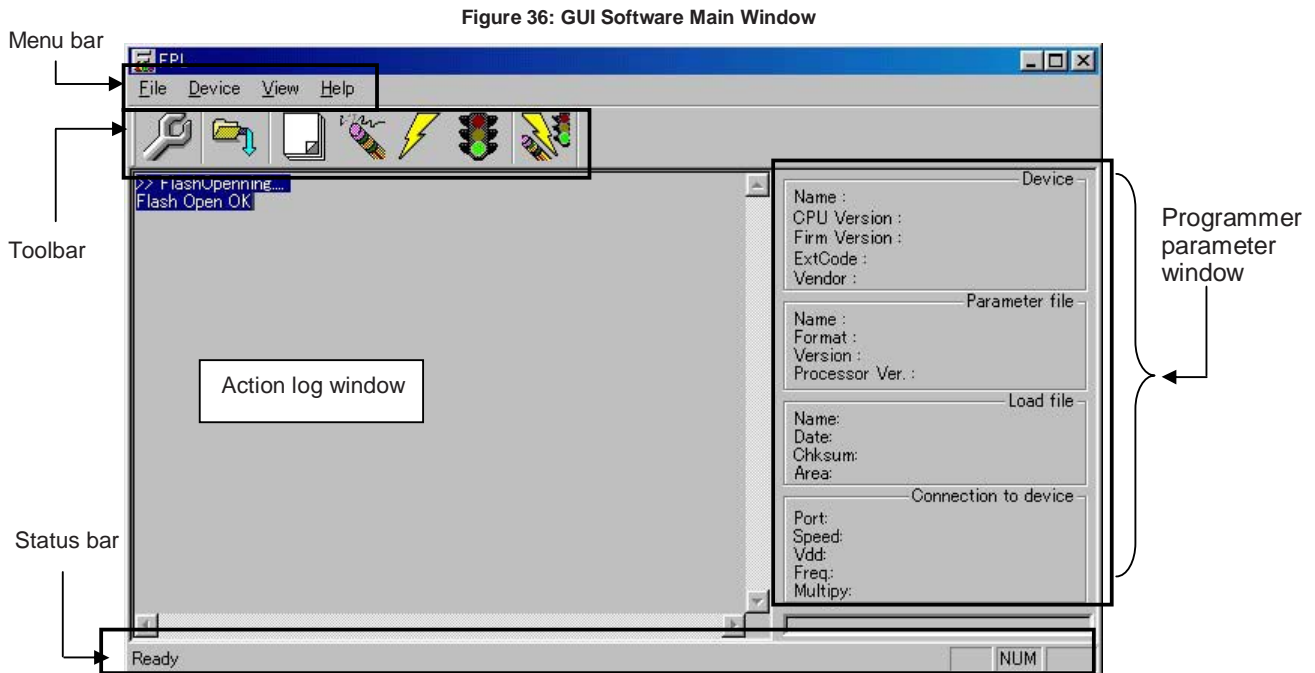 Figure 36: GUI Software Main Window
Menu bar
FPL
File Device View Help
Toolbar
>> FlashOpenning....
Flash Open OK
Action log window
Device
Name :
CPU Version :
Firm Version :
ExtCode :
Vendor :
Parameter file
Name :
Format :
Version :
Processor Ver. :
Load file
Name:
Date:
Chksum:
Area:
Connection to device
Port:
Speed:
Vdd:
Freq.:
Multipy:
Programmer
parameter
window
Status bar
Ready
NUM